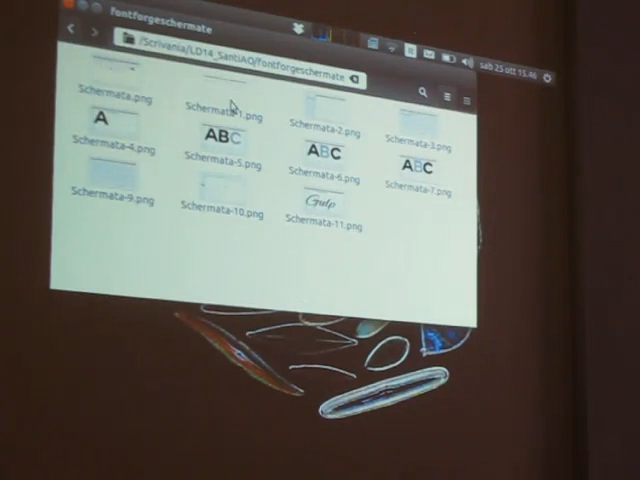 fontforgeschermate
sab 25 ott 15.46
/Scrivania/LD14_SantiAO/fontforgeschermate
Schermata.png
Schermata-1.png
Schermata-2.png
Schermata-3.png
A
ABC
ABC
ABC
Schermata-4.png
Schermata-5.png
Schermata-6.png
Schermata-7.png
Gulp
Schermata-9.png
Schermata-10.png
Schermata-11.png